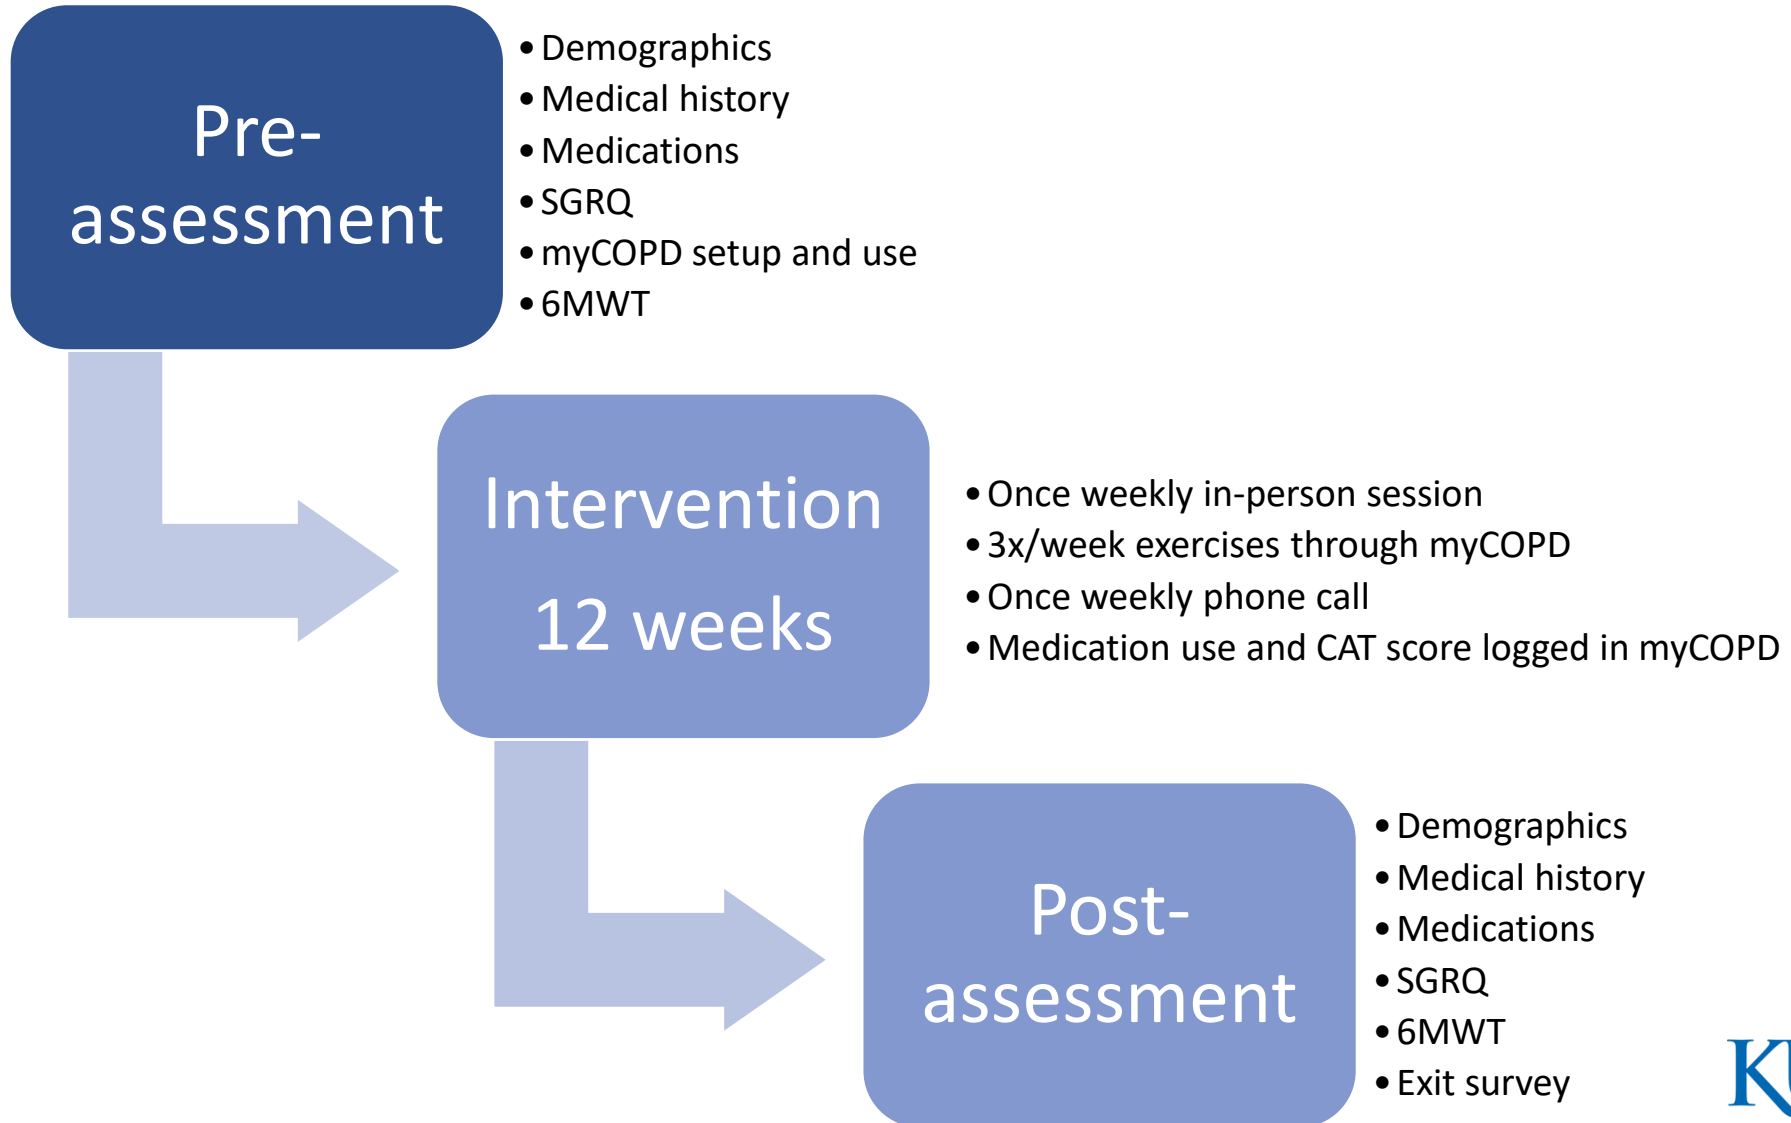 Pre-
assessment
• Demographics
• Medical history
• Medications
• SGRQ
• myCOPD setup and use
• 6MWT
Intervention
12 weeks
• Once weekly in-person session
• 3x/week exercises through myCOPD
• Once weekly phone call
• Medication use and CAT score logged in myCOPD
Post-
assessment
• Demographics
• Medical history
• Medications
• SGRQ
• 6MWT
• Exit survey
KU